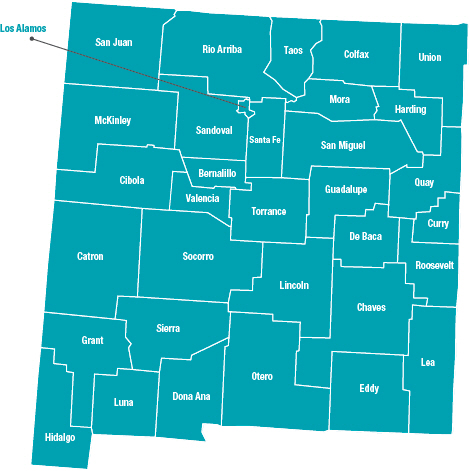 Los Alamos
San Juan
Rio Arriba
Taos
Colfax
Union
Mora
Harding
McKinley
Sandoval
Santa Fe
San Miguel
Cibola
Bernalillo
Valencia
Torrance
Guadalupe
Quay
Curry
De Baca
Roosevelt
Catron
Socorro
Lincoln
Chaves
Grant
Sierra
Lea
Hidalgo
Luna
Dona Ana
Otero
Eddy